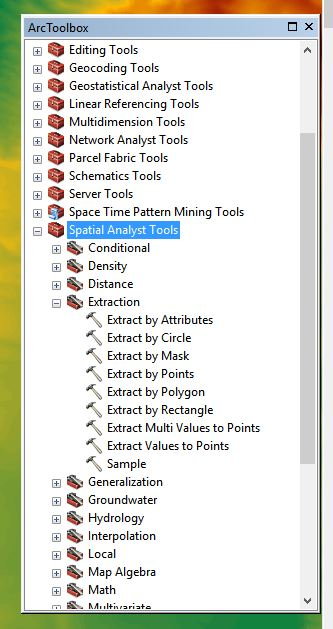 ArcToolbox
Editing Tools
Geocoding Tools
Geostatistical Analyst Tools
Linear Referencing Tools
Multidimension Tools
Network Analyst Tools
Parcel Fabric Tools
Schematics Tools
Server Tools
Space Time Pattern Mining Tools
Spatial Analyst Tools
Conditional
Density
Distance
Extraction
Extract by Attributes
Extract by Circle
Extract by Mask
Extract by Points
Extract by Polygon
Extract by Rectangle
Extract Multi Values to Points
Extract Values to Points
Sample
Generalization
Groundwater
Hydrology
Interpolation
Local
Map Algebra
Math
Multivariate